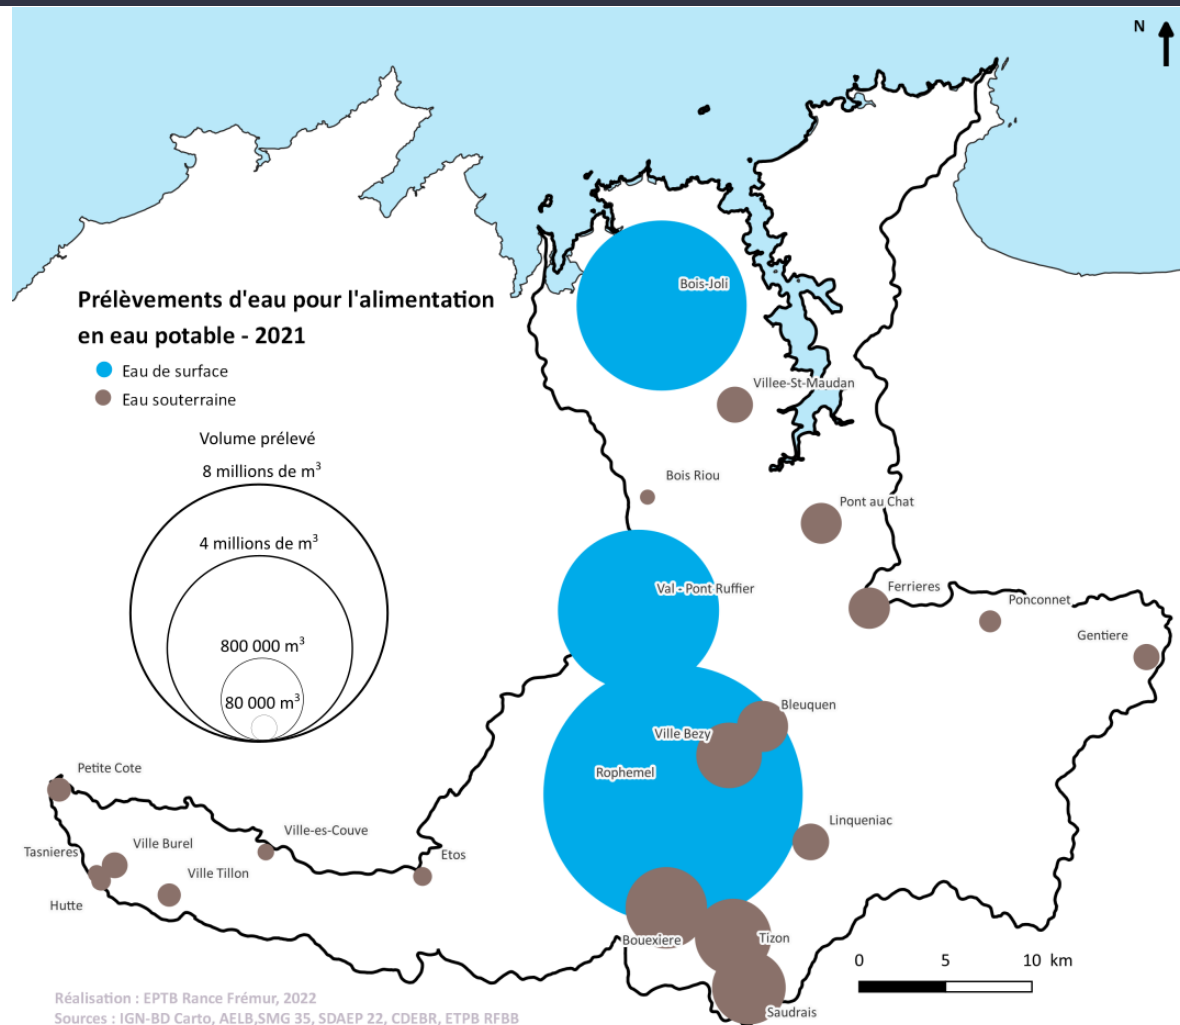 N
Bois-Joli
Prélèvements d'eau pour l'alimentation
en eau potable - 2021
Eau de surface
Eau souterraine
Villee-St-Maudan
Volume prélevé
8 millions de m³
Bois Riou
Pont au Chat
4 millions de m³
Val - Pont Ruffier
Ferrieres
Ponconnet
Gentiere
800 000 m³
80 000 m³
Bleuquen
Ville Bezy
Rophemel
Petite Cote
Linqueniac
Ville-es-Couve
Ville Burel
Tasnieres
Etos
Ville Tillon
Hutte
Bouexiere
Tizon
0 5 10 km
Saudrais
Réalisation : EPTB Rance Frémur, 2022
Sources : IGN-BD Carto, AELB,SMG 35, SDAEP 22, CDEBR, ETPB RFBB